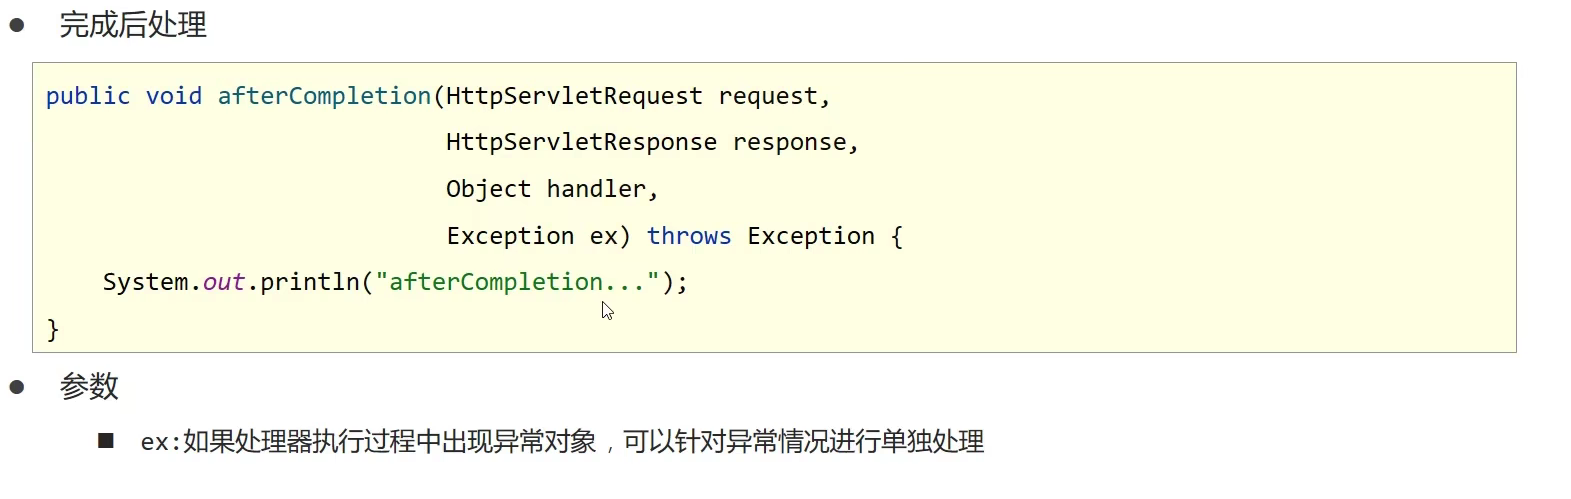 ● 完成后处理
public void afterCompletion(HttpServletRequest request,
HttpServletResponse response,
Object handler,
Exception ex) throws Exception {
System.out.println("afterCompletion...");
}
● 参数
■ ex:如果处理器执行过程中出现异常对象，可以针对异常情况进行单独处理